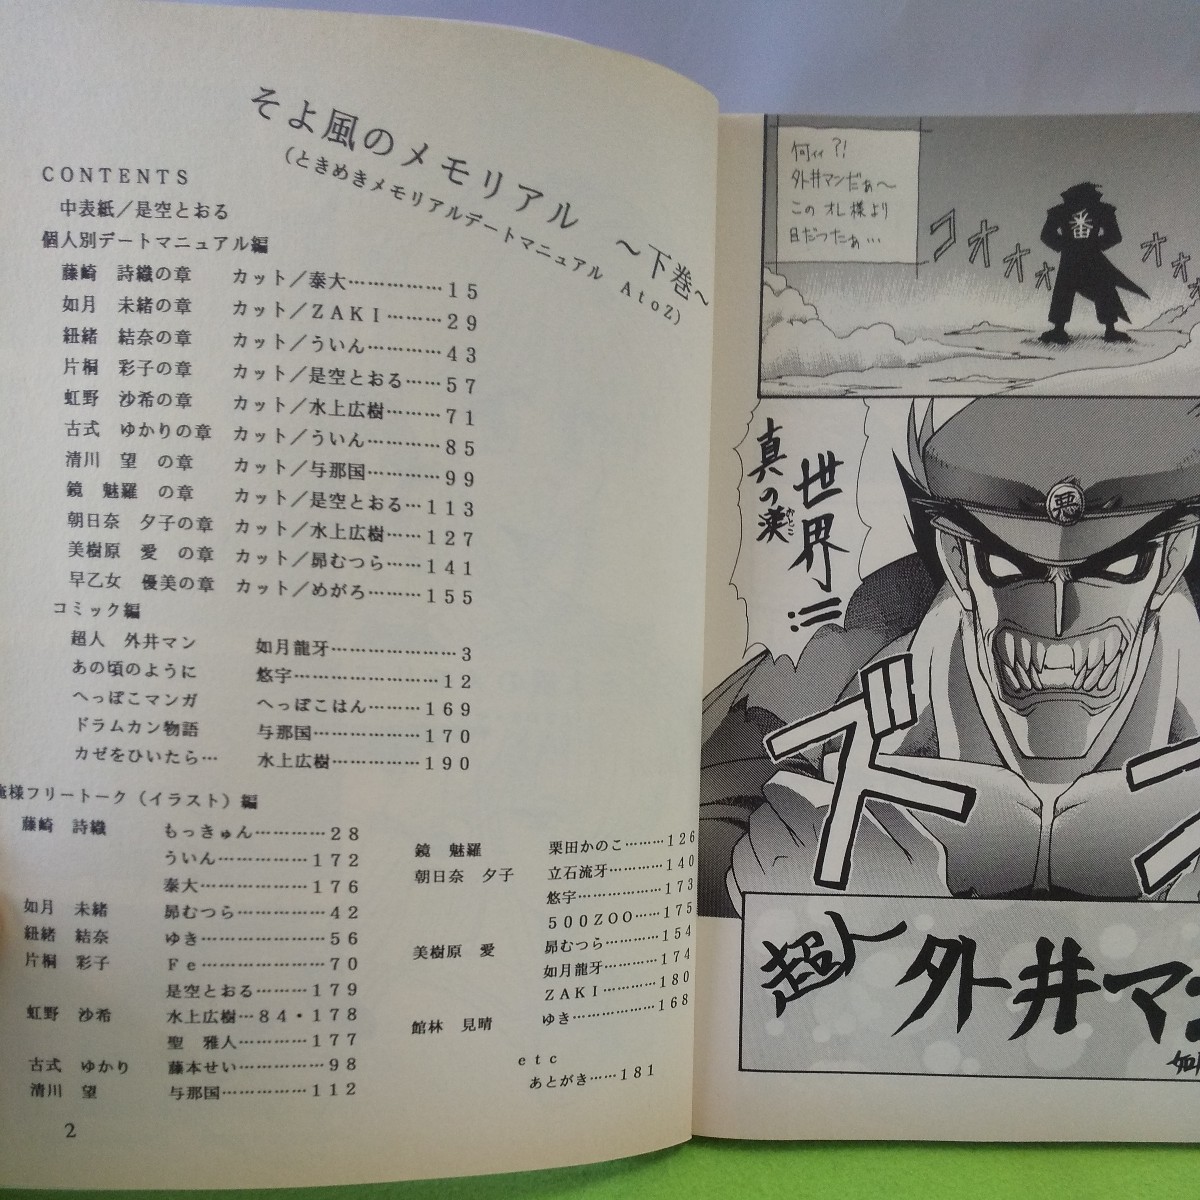 そよ風のメモリアル　～下巻～
(ときめきメモリアルデートマニュアル　AtoZ)
CONTENTS
中表紙／是空とおる
個人別デートマニュアル編
藤崎　詩織の章　カット／泰大……………15
如月　未緒の章　カット／ZAKI………29
紐緒　結奈の章　カット／ういん…………43
片桐　彩子の章　カット／是空とおる……57
虹野　沙希の章　カット／水上広樹………71
古式　ゆかりの章　カット／ういん…………85
清川　望　の章　カット／与那国…………99
鏡　魅羅　の章　カット／是空とおる…113
朝日奈　夕子の章　カット／水上広樹……127
美樹原　愛　の章　カット／昴むつら……141
早乙女　優美の章　カット／めがろ………155
コミック編
超人　外井マン　如月龍牙…………………3
あの頃のように　悠宇……………………12
へっぽこマンガ　へっぽこはん………169
ドラムカン物語　与那国………………170
カゼをひいたら…　水上広樹……………190
俺様フリートーク（イラスト）編
藤崎　詩織　もっきゅん…………28
ういん……………172
泰大………………176
如月　未緒　昴むつら……………42
紐緒　結奈　ゆき…………………56
片桐　彩子　Fe…………………70
是空とおる………179
虹野　沙希　水上広樹…84・178
聖　雅人…………177
古式　ゆかり　藤本せい……………98
清川　望　与那国……………112
鏡　魅羅　栗田かのこ………126
朝日奈　夕子　立石流牙…………140
悠宇………………173
500ZOO……175
美樹原　愛　昴むつら…………154
如月龍牙…………174
ZAKI…………180
館林　見晴　ゆき………………168
etc
あとがき……181
2
何ィィ?!
外井マンだぁ～
この オレ様より
目だつたぁ…
コオオオォ
オオォ
番
真の漢
おとこ
世界!!
悪
ズ
超人
外井マン